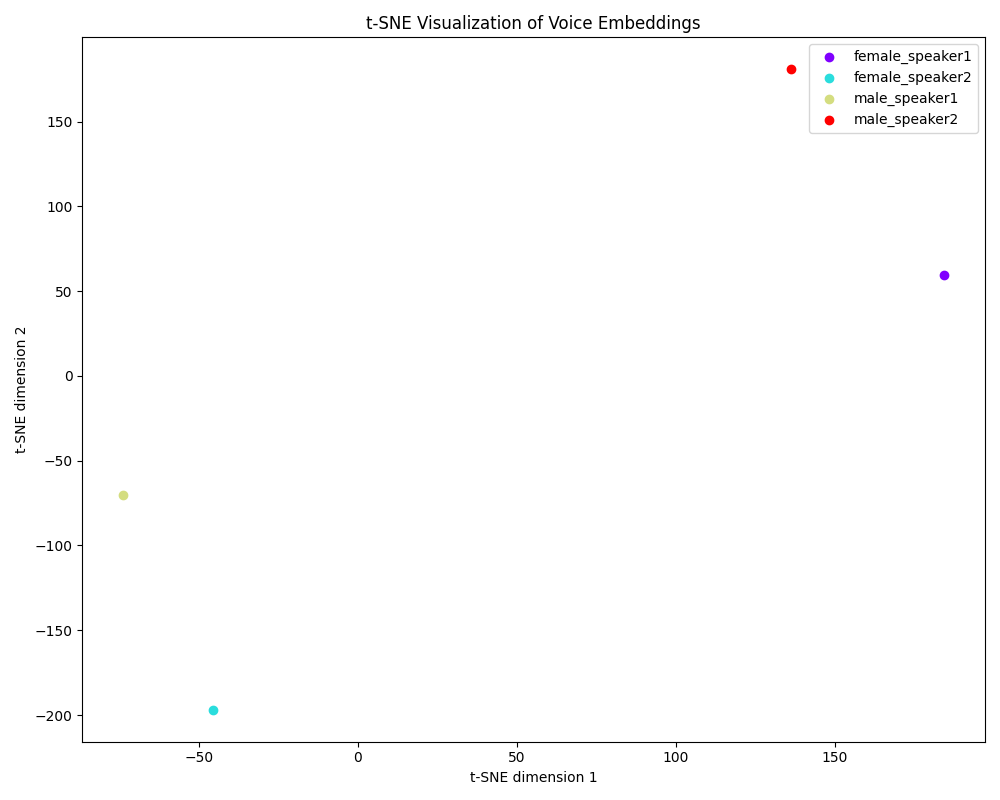 t-SNE Visualization of Voice Embeddings
female_speaker1
female_speaker2
male_speaker1
male_speaker2
150
100
50
0
−50
−100
−150
−200
t-SNE dimension 2
−50
0
50
100
150
t-SNE dimension 1